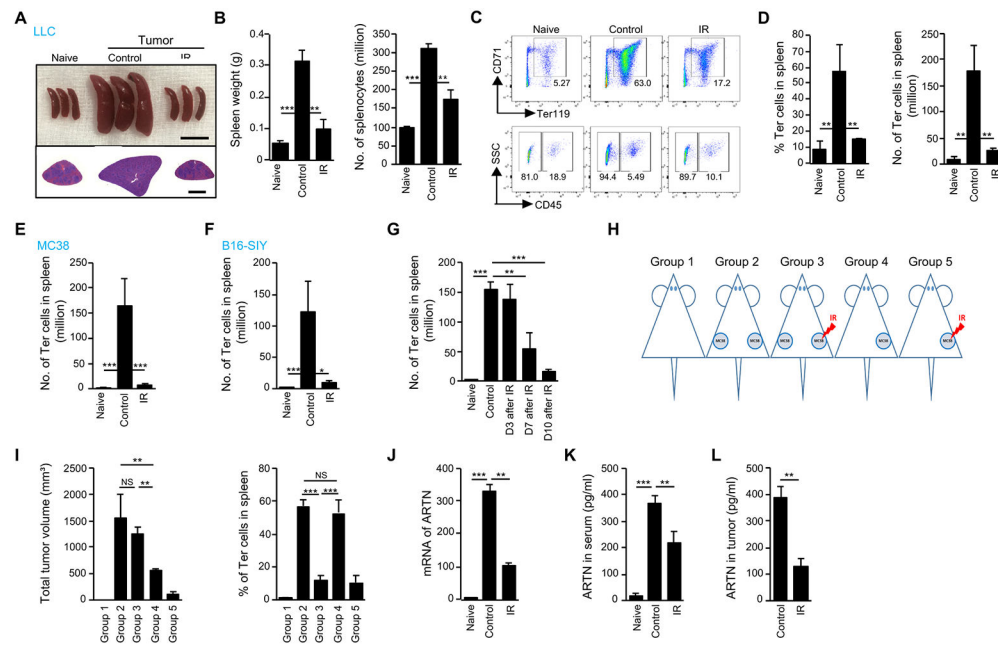 A
LLC
Tumor
Naive Control IR
B
Spleen weight (g)
0.4
0.3
0.2
0.1
0
***
**
Naive
Control
IR
No. of splenocytes (million)
350
300
250
200
150
100
50
0
***
**
Naive
Control
IR
C
Naive Control IR
CD71
5.27 63.0 17.2
Ter119
SSC
81.0 18.9 94.4 5.49 89.7 10.1
CD45
D
% Ter cells in spleen
80
70
60
50
40
30
20
10
0
** **
Naive
Control
IR
No. of Ter cells in spleen
(million)
250
200
150
100
50
0
** **
Naive
Control
IR
E
MC38
No. of Ter cells in spleen
(million)
250
200
150
100
50
0
*** ***
Naive
Control
IR
F
B16-SIY
No. of Ter cells in spleen
(million)
200
150
100
50
0
*** *
Naive
Control
IR
G
No. of Ter cells in spleen
(million)
200
150
100
50
0
***
*** **
Naive
Control
D3 after IR
D7 after IR
D10 after IR
H
Group 1 Group 2 Group 3 Group 4 Group 5
IR IR
MC38 MC38 MC38 MC38 MC38 MC38
I
Total tumor volume (mm³)
2500
2000
1500
1000
500
0
**
NS **
Group 1
Group 2
Group 3
Group 4
Group 5
% of Ter cells in spleen
80
60
40
20
0
NS
*** ***
Group 1
Group 2
Group 3
Group 4
Group 5
J
mRNA of ARTN
400
300
200
100
0
*** **
Naive
Control
IR
K
ARTN in serum (pg/ml)
500
400
300
200
100
0
*** **
Naive
Control
IR
L
ARTN in tumor (pg/ml)
500
400
300
200
100
0
**
Control
IR